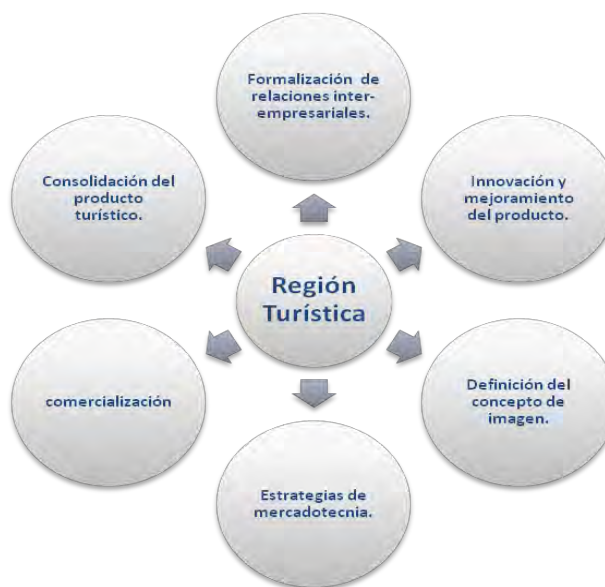 Formalización de
relaciones inter-
empresariales.
Consolidación del
producto
turístico.
Innovación y
mejoramiento
del producto.
Región
Turística
comercialización
Definición del
concepto de
imagen.
Estrategias de
mercadotecnia.